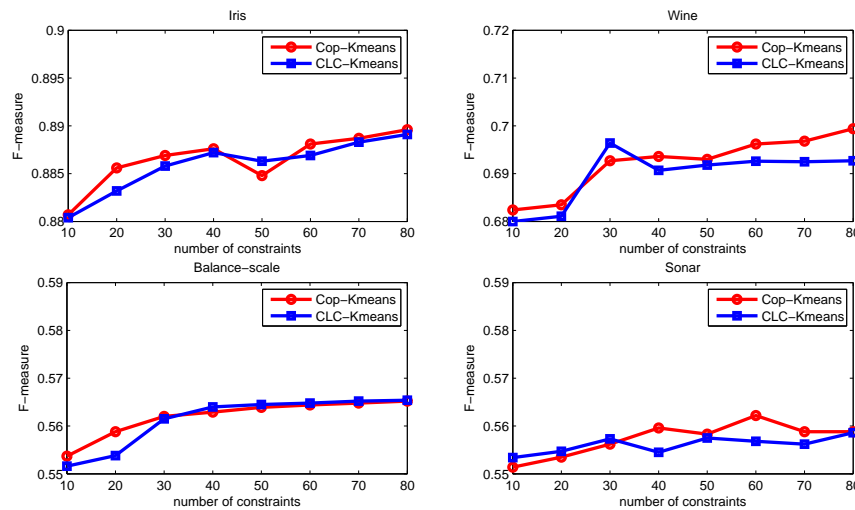 Iris
0.9
0.895
0.89
0.885
0.88
F−measure
10 20 30 40 50 60 70 80
number of constraints
Cop−Kmeans
CLC−Kmeans
Wine
0.72
0.71
0.7
0.69
0.68
F−measure
10 20 30 40 50 60 70 80
number of constraints
Cop−Kmeans
CLC−Kmeans
Balance−scale
0.59
0.58
0.57
0.56
0.55
F−measure
10 20 30 40 50 60 70 80
number of constraints
Cop−Kmeans
CLC−Kmeans
Sonar
0.59
0.58
0.57
0.56
0.55
F−measure
10 20 30 40 50 60 70 80
number of constraints
Cop−Kmeans
CLC−Kmeans